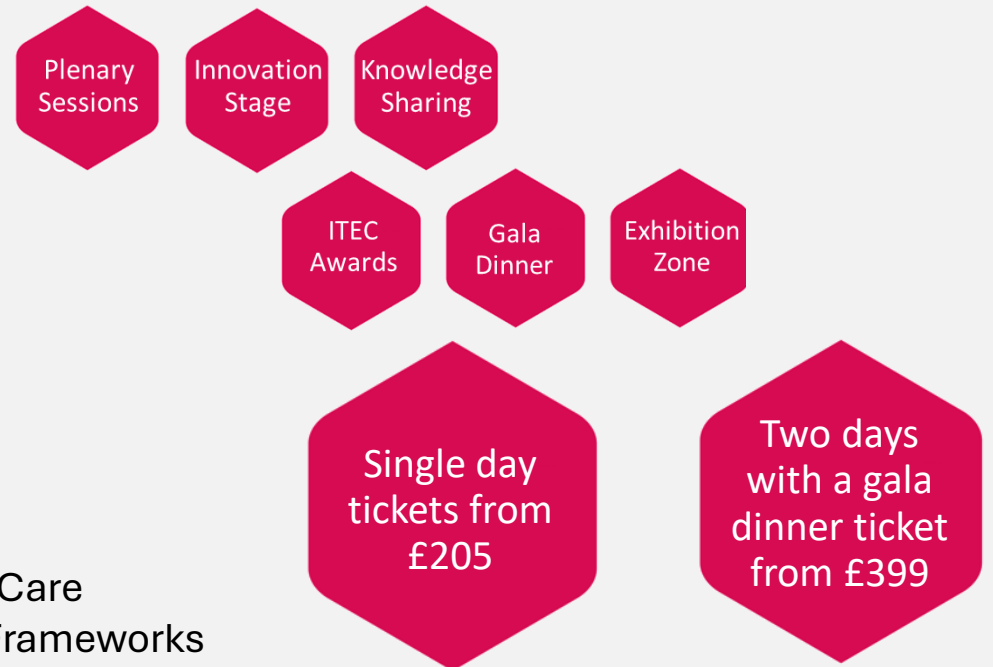 Plenary
Sessions
Innovation
Stage
Knowledge
Sharing
ITEC
Awards
Gala
Dinner
Exhibition
Zone
Single day
tickets from
£205
Two days
with a gala
dinner ticket
from £399
Care
Frameworks